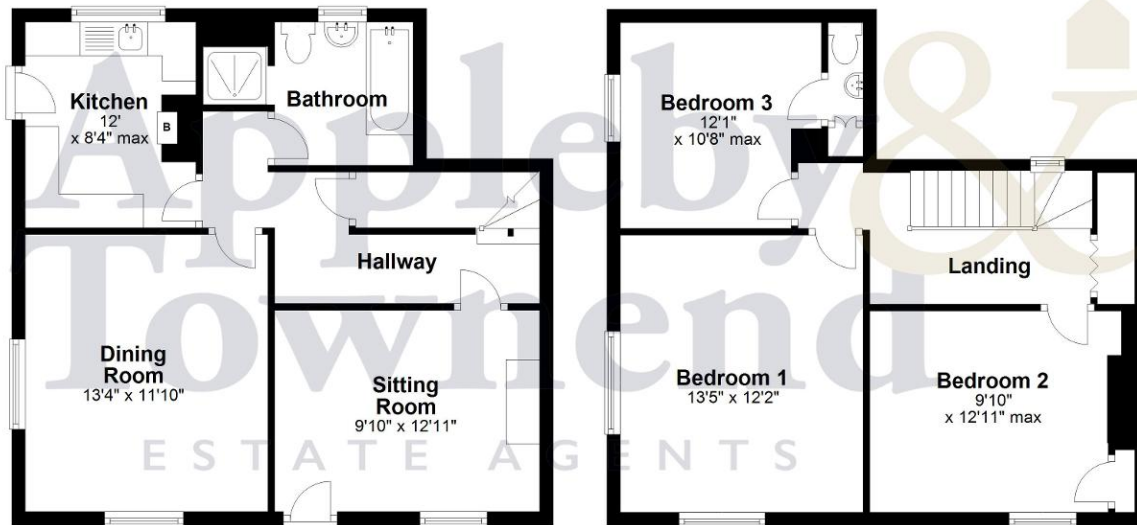 Kitchen
12'
x 8'4" max
B
Bathroom
Hallway
Dining
Room
13'4" x 11'10"
Sitting
Room
9'10" x 12'11"
Bedroom 3
12'1"
x 10'8" max
Landing
Bedroom 1
13'5" x 12'2"
Bedroom 2
9'10"
x 12'11" max
Appleby &
Townend
ESTATE AGENTS